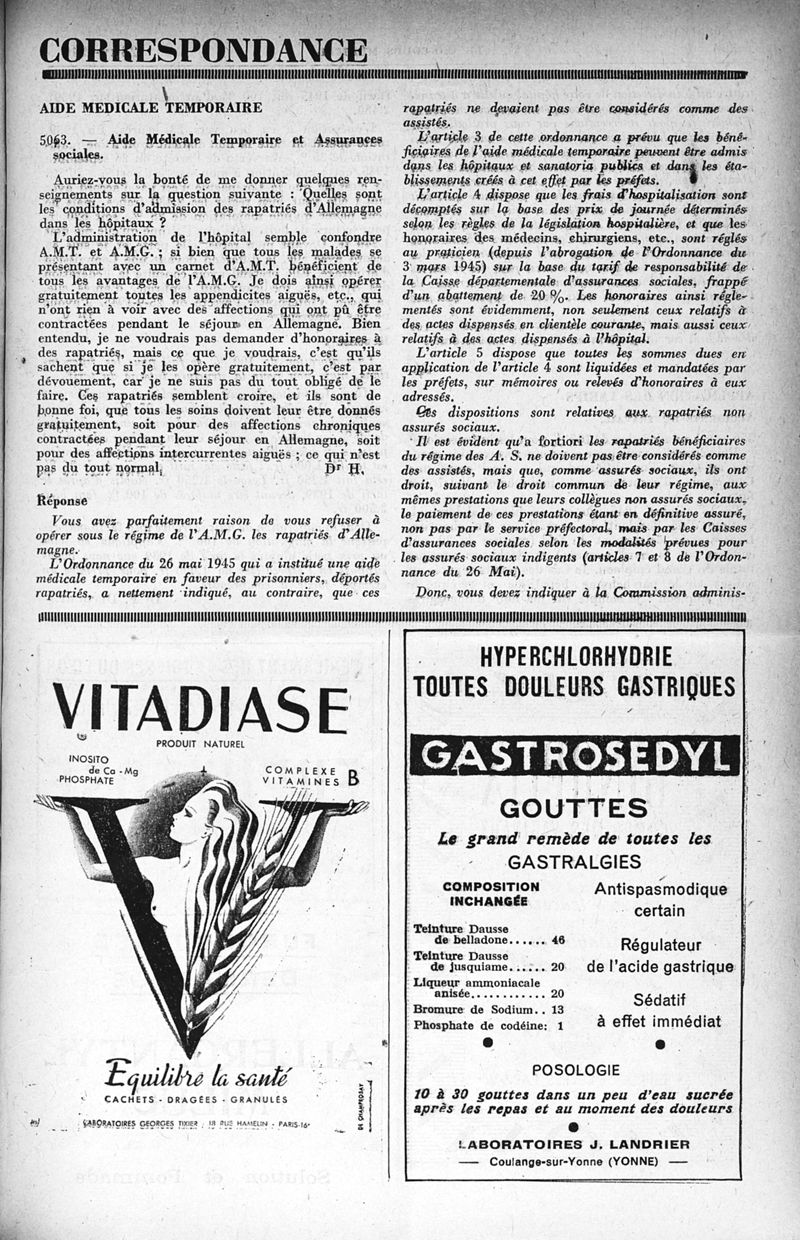 CORRESPONDANCE
AIDE MEDICALE TEMPORAIRE
5.063. — Aide Médicale Temporaire et Assurances
sociales.
Auriez-vous la bonté de me donner quelques ren-
seignements sur la question suivante : Quelles sont
les conditions d'admission des rapatriés d'Allemagne
dans les hôpitaux ?
L'administration de l'hôpital semble confondre
A.M.T. et A.M.G. ; si bien que tous les malades se
présentant avec un carnet d'A.M.T. bénéficient de
tous les avantages de l'A.M.G. Je dois ainsi opérer
gratuitement toutes les appendicites aiguës, etc., qui
n'ont rien à voir avec des affections qui ont pû être
contractées pendant le séjour en Allemagne. Bien
entendu, je ne voudrais pas demander d'honoraires à
des rapatriés, mais ce que je voudrais, c'est qu'ils
sachent que si je les opère gratuitement, c'est par
dévouement, car je ne suis pas du tout obligé de le
faire. Ces rapatriés semblent croire, et ils sont de
bonne foi, que tous les soins doivent leur être donnés
gratuitement, soit pour des affections chroniques
contractées pendant leur séjour en Allemagne, soit
pour des affections intercurrentes aiguës ; ce qui n'est
pas du tout normal. Dr H.
Réponse
Vous avez parfaitement raison de vous refuser à
opérer sous le régime de l'A.M.G. les rapatriés d'Alle-
magne.
L'Ordonnance du 26 mai 1945 qui a institué une aide
médicale temporaire en faveur des prisonniers, déportés
rapatriés, a nettement indiqué, au contraire, que ces
rapatriés ne devaient pas être considérés comme des
assistés.
L'article 3 de cette ordonnance a prévu que les béné-
ficiaires de l'aide médicale temporaire peuvent être admis
dans les hôpitaux et sanatoria publics et dans les éta-
blissements créés à cet effet par les préfets.
L'article 4 dispose que les frais d'hospitalisation sont
décomptés sur la base des prix de journée déterminés
selon les règles de la législation hospitalière, et que les
honoraires des médecins, chirurgiens, etc., sont réglés
au praticien (depuis l'abrogation de l'Ordonnance du
3 mars 1945) sur la base du tarif de responsabilité de
la Caisse départementale d'assurances sociales, frappé
d'un abattement de 20 %. Les honoraires ainsi régle-
mentés sont évidemment, non seulement ceux relatifs à
des actes dispensés en clientèle courante, mais aussi ceux
relatifs à des actes dispensés à l'hôpital.
L'article 5 dispose que toutes les sommes dues en
application de l'article 4 sont liquidées et mandatées par
les préfets, sur mémoires ou relevés d'honoraires à eux
adressés.
Ces dispositions sont relatives aux rapatriés non
assurés sociaux.
Il est évident qu'a fortiori les rapatriés bénéficiaires
du régime des A. S. ne doivent pas être considérés comme
des assistés, mais que, comme assurés sociaux, ils ont
droit, suivant le droit commun de leur régime, aux
mêmes prestations que leurs collègues non assurés sociaux,
le paiement de ces prestations étant en définitive assuré,
non pas par le service préfectoral, mais par les Caisses
d'assurances sociales selon les modalités prévues pour
les assurés sociaux indigents (articles 7 et 8 de l'Ordon-
nance du 26 Mai).
Donc, vous devez indiquer à la Commission adminis-
VITADIASE
PRODUIT NATUREL
INOSITO
de Ca - Mg
PHOSPHATE
COMPLEXE
VITAMINES B
Equilibre la santé
CACHETS - DRAGÉES - GRANULÉS
LABORATOIRES GEORGES TIXIER . 18 RUE HAMELIN - PARIS-16e
DE CHAMPROSAY
HYPERCHLORHYDRIE
TOUTES DOULEURS GASTRIQUES
GASTROSEDYL
GOUTTES
Le grand remède de toutes les
GASTRALGIES
COMPOSITION
INCHANGÉE
Teinture Dausse
de belladone...... 46
Teinture Dausse
de jusquiame...... 20
Liqueur ammoniacale
anisée............ 20
Bromure de Sodium.. 13
Phosphate de codéine: 1
Antispasmodique
certain
Régulateur
de l'acide gastrique
Sédatif
à effet immédiat
POSOLOGIE
10 à 30 gouttes dans un peu d'eau sucrée
après les repas et au moment des douleurs
LABORATOIRES J. LANDRIER
— Coulange-sur-Yonne (YONNE) —